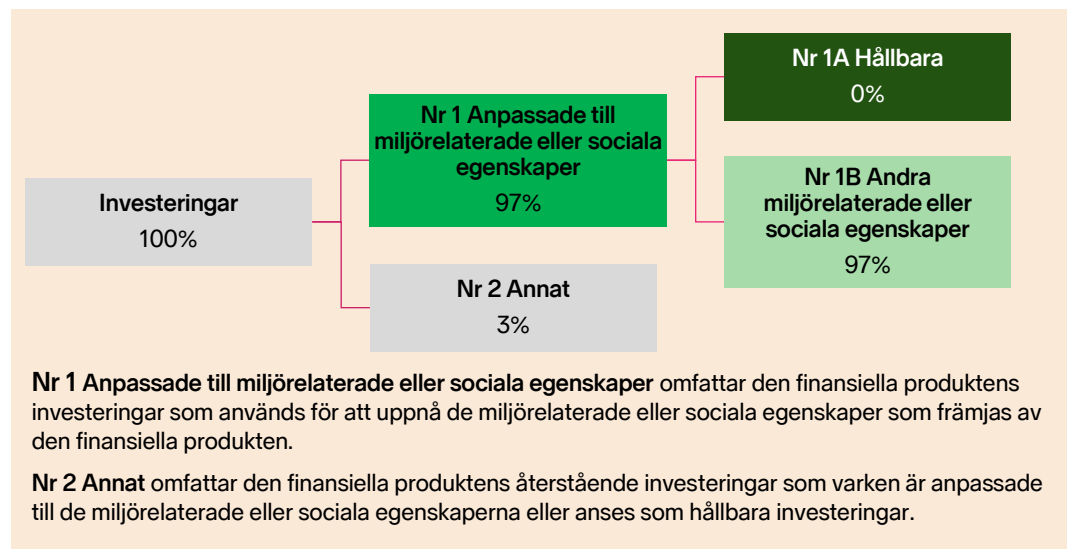 Investeringar
100%
Nr 1 Anpassade till
miljörelaterade eller sociala
egenskaper
97%
Nr 2 Annat
3%
Nr 1A Hållbara
0%
Nr 1B Andra
miljörelaterade eller
sociala egenskaper
97%
Nr 1 Anpassade till miljörelaterade eller sociala egenskaper omfattar den finansiella produktens
investeringar som används för att uppnå de miljörelaterade eller sociala egenskaper som främjas av
den finansiella produkten.
Nr 2 Annat omfattar den finansiella produktens återstående investeringar som varken är anpassade
till de miljörelaterade eller sociala egenskaperna eller anses som hållbara investeringar.